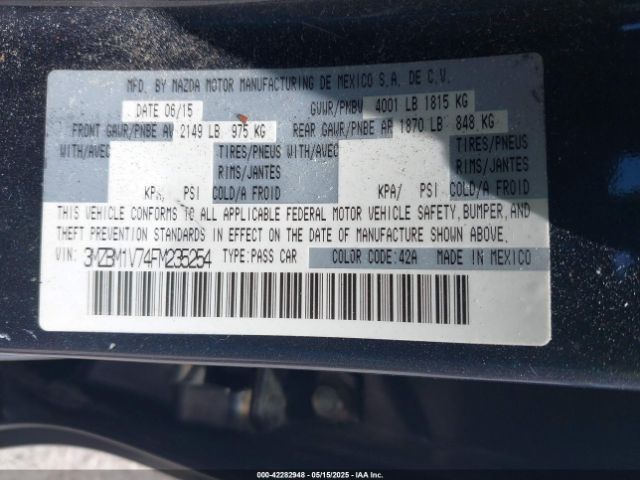 MFD. BY MAZDA MOTOR MANUFACTURING DE MEXICO S.A. DE C.V.
DATE 06/15 GVWR/PNBV 4001 LB 1815 KG
FRONT GAWR/PNBE AV 2149 LB 975 KG REAR GAWR/PNBE AR 1870 LB 848 KG
WITH/AVEC TIRES/PNEUS WITH/AVEC TIRES/PNEUS
RIMS/JANTES RIMS/JANTES
KPA/ PSI COLD/A FROID KPA/ PSI COLD/A FROID
THIS VEHICLE CONFORMS TO ALL APPLICABLE FEDERAL MOTOR VEHICLE SAFETY, BUMPER, AND
THEFT PREVENTION STANDARDS IN EFFECT ON THE DATE OF MANUFACTURE SHOWN ABOVE.
VIN: 3MZBM1V74FM235254 TYPE:PASS CAR COLOR CODE:42A MADE IN MEXICO
000-42282948 - 05/15/2025 - IAA Inc.